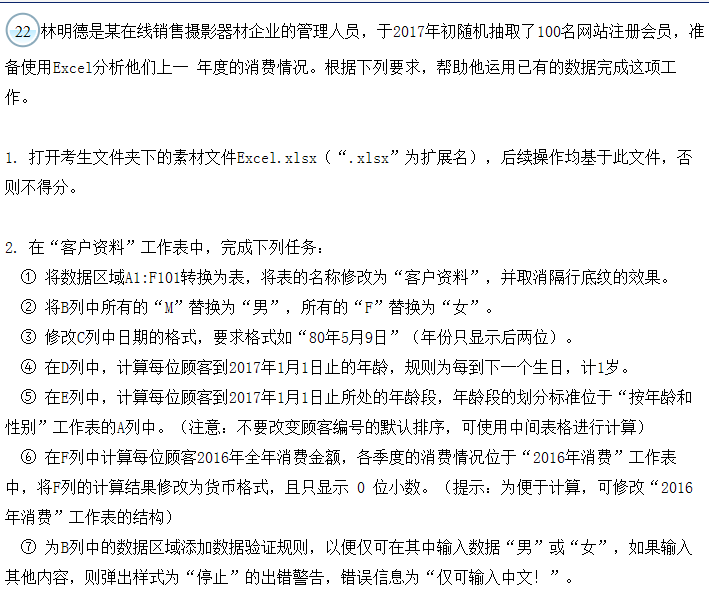 22 林明德是某在线销售摄影器材企业的管理人员，于2017年初随机抽取了100名网站注册会员，准
备使用Excel分析他们上一 年度的消费情况。根据下列要求，帮助他运用已有的数据完成这项工
作。
1. 打开考生文件夹下的素材文件Excel.xlsx（“.xlsx”为扩展名），后续操作均基于此文件，否
则不得分。
2. 在“客户资料”工作表中，完成下列任务：
① 将数据区域A1:F101转换为表，将表的名称修改为“客户资料”，并取消隔行底纹的效果。
② 将B列中所有的“M”替换为“男”，所有的“F”替换为“女”。
③ 修改C列中日期的格式，要求格式如“80年5月9日”（年份只显示后两位）。
④ 在D列中，计算每位顾客到2017年1月1日止的年龄，规则为每到下一个生日，计1岁。
⑤ 在E列中，计算每位顾客到2017年1月1日止所处的年龄段，年龄段的划分标准位于“按年龄和
性别”工作表的A列中。（注意：不要改变顾客编号的默认排序，可使用中间表格进行计算）
⑥ 在F列中计算每位顾客2016年全年消费金额，各季度的消费情况位于“2016年消费”工作表
中，将F列的计算结果修改为货币格式，且只显示 0 位小数。（提示：为便于计算，可修改“2016
年消费”工作表的结构）
⑦ 为B列中的数据区域添加数据验证规则，以便仅可在其中输入数据“男”或“女”，如果输入
其他内容，则弹出样式为“停止”的出错警告，错误信息为“仅可输入中文！”。